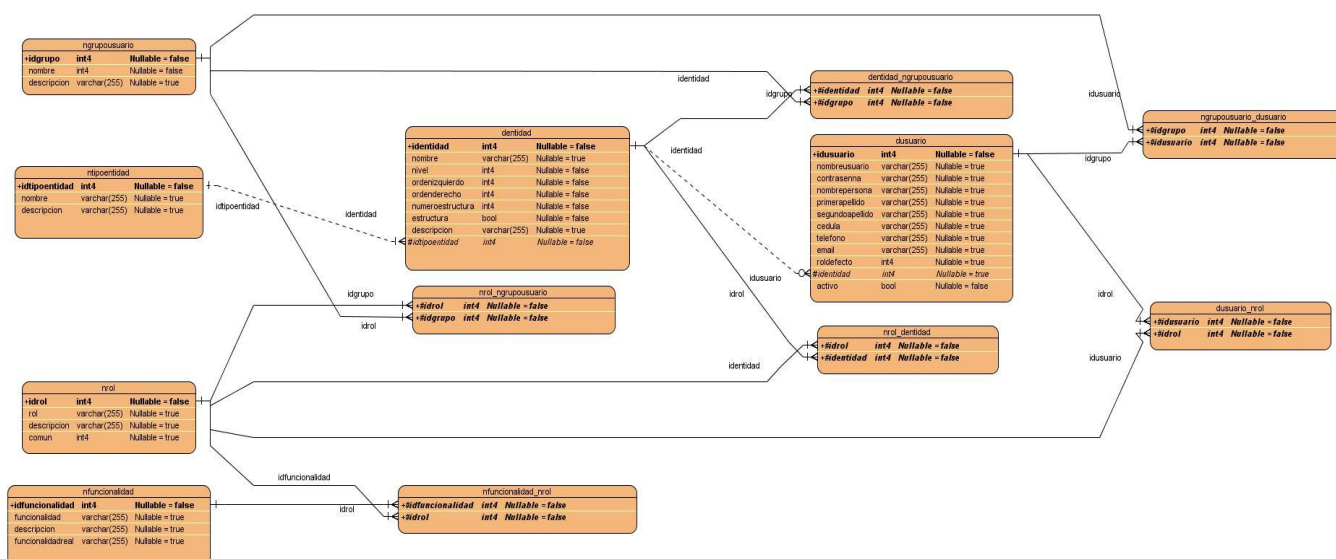 ngrupousuario
+idgrupo int4 Nullable = false
nombre int4 Nullable = false
descripcion varchar(255) Nullable = true
identidad
dentidad_ngrupousuario
+#identidad int4 Nullable = false
+#idgrupo int4 Nullable = false
idgrupo
idusuario
ngrupousuario_dusuario
+#idgrupo int4 Nullable = false
+#idusuario int4 Nullable = false
idgrupo
dentidad
+identidad int4 Nullable = false
nombre varchar(255) Nullable = true
nivel int4 Nullable = false
ordenizquierdo int4 Nullable = false
ordenderecho int4 Nullable = false
numeroestructura int4 Nullable = false
estructura bool Nullable = false
descripcion varchar(255) Nullable = true
#idtipoentidad int4 Nullable = false
identidad
dusuario
+idusuario int4 Nullable = false
nombreusuario varchar(255) Nullable = true
contrasenna varchar(255) Nullable = true
nombrepersona varchar(255) Nullable = true
primerapellido varchar(255) Nullable = true
segundoapellido varchar(255) Nullable = true
cedula varchar(255) Nullable = true
telefono varchar(255) Nullable = true
email varchar(255) Nullable = true
roldefecto int4 Nullable = true
#identidad int4 Nullable = true
activo bool Nullable = false
ntipoentidad
+idtipoentidad int4 Nullable = false
nombre varchar(255) Nullable = true
descripcion varchar(255) Nullable = true
idtipoentidad
identidad
idusuario
idrol
idrol
nrol_ngrupousuario
+#idrol int4 Nullable = false
+#idgrupo int4 Nullable = false
idgrupo
idrol
nrol_dentidad
+#idrol int4 Nullable = false
+#identidad int4 Nullable = false
identidad
dusuario_nrol
+#idusuario int4 Nullable = false
+#idrol int4 Nullable = false
idusuario
nrol
+idrol int4 Nullable = false
rol varchar(255) Nullable = true
descripcion varchar(255) Nullable = true
comun int4 Nullable = true
idfuncionalidad
nfuncionalidad
+idfuncionalidad int4 Nullable = false
funcionalidad varchar(255) Nullable = true
descripcion varchar(255) Nullable = true
funcionalidadreal varchar(255) Nullable = true
idrol
nfuncionalidad_nrol
+#idfuncionalidad int4 Nullable = false
+#idrol int4 Nullable = false